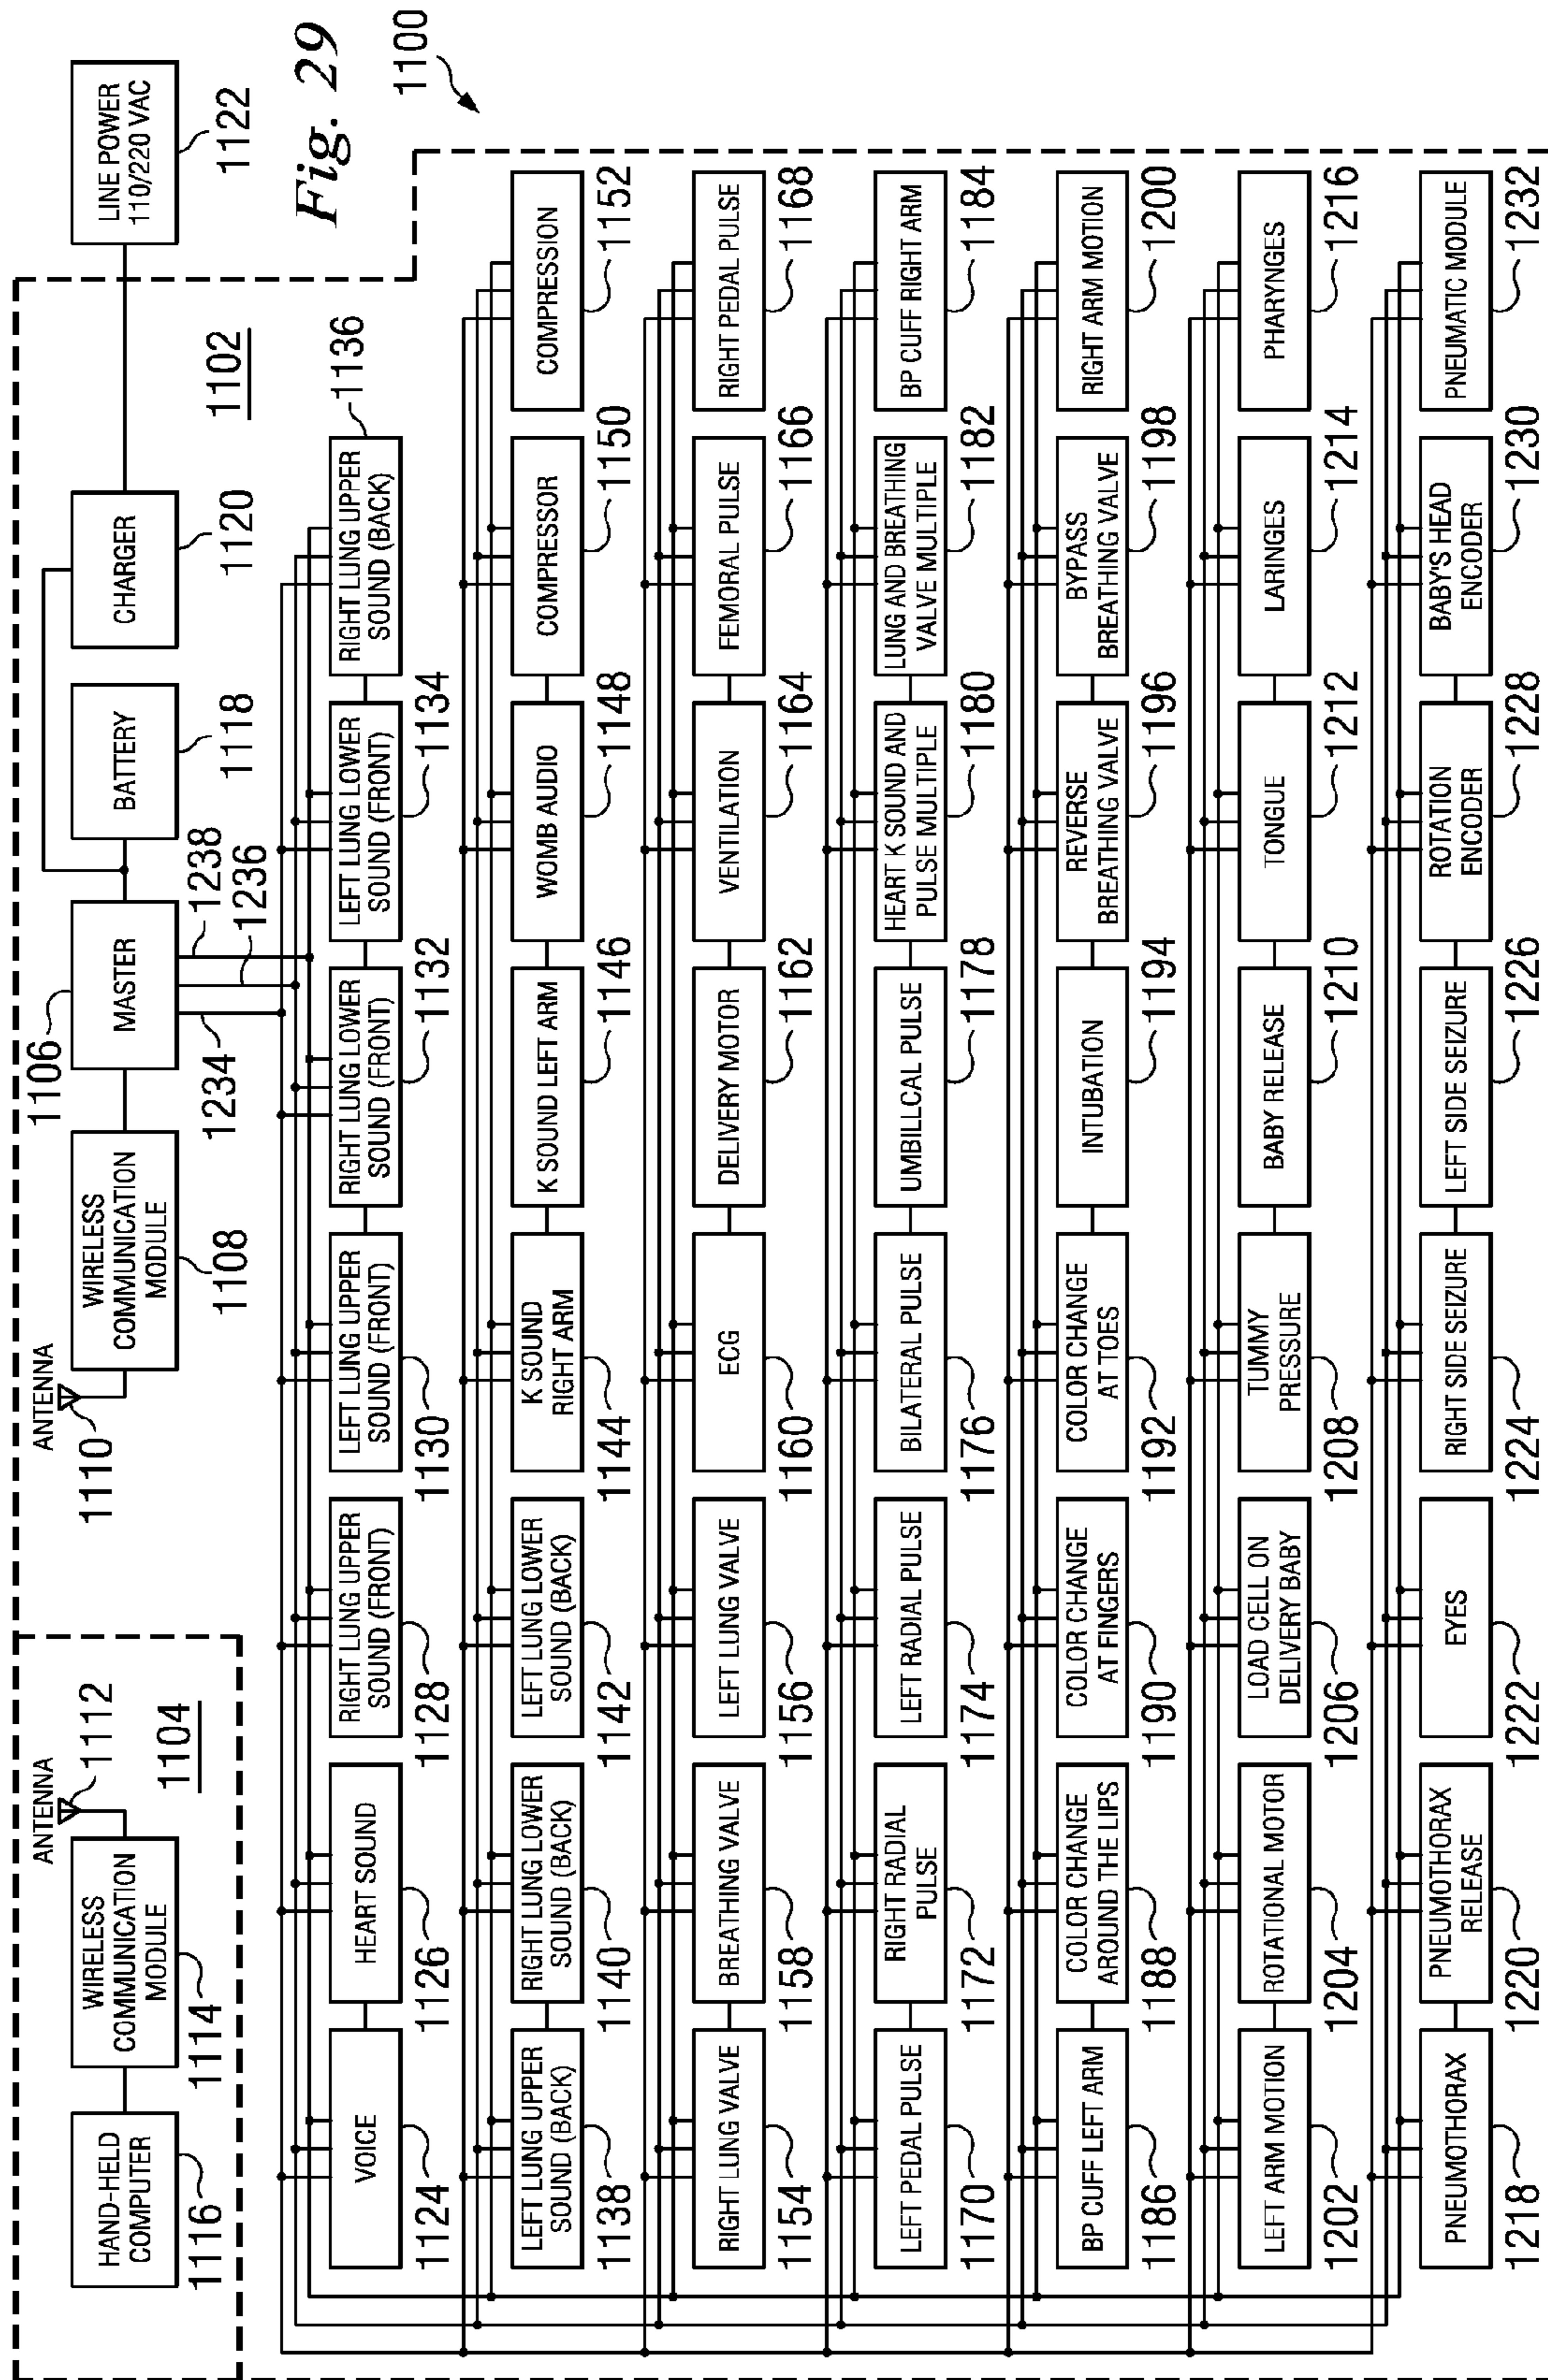 Fig. 29
1100
HAND-HELD
COMPUTER
1116
WIRELESS
COMMUNICATION
MODULE
1114
ANTENNA
1112
1104
ANTENNA
1110
WIRELESS
COMMUNICATION
MODULE
1108
1106
MASTER
1234
1236
1238
BATTERY
1118
CHARGER
1120
1102
LINE POWER
110/220 VAC
1122
VOICE
1124
HEART SOUND
1126
RIGHT LUNG UPPER
SOUND (FRONT)
1128
LEFT LUNG UPPER
SOUND (FRONT)
1130
RIGHT LUNG LOWER
SOUND (FRONT)
1132
LEFT LUNG LOWER
SOUND (FRONT)
1134
RIGHT LUNG UPPER
SOUND (BACK)
1136
LEFT LUNG UPPER
SOUND (BACK)
1138
RIGHT LUNG LOWER
SOUND (BACK)
1140
LEFT LUNG LOWER
SOUND (BACK)
1142
K SOUND
RIGHT ARM
1144
K SOUND LEFT ARM
1146
WOMB AUDIO
1148
COMPRESSOR
1150
COMPRESSION
1152
RIGHT LUNG VALVE
1154
BREATHING VALVE
1158
LEFT LUNG VALVE
1156
ECG
1160
DELIVERY MOTOR
1162
VENTILATION
1164
FEMORAL PULSE
1166
RIGHT PEDAL PULSE
1168
LEFT PEDAL PULSE
1170
RIGHT RADIAL
PULSE
1172
LEFT RADIAL PULSE
1174
BILATERAL PULSE
1176
UMBILLCAL PULSE
1178
HEART K SOUND AND
PULSE MULTIPLE
1180
LUNG AND BREATHING
VALVE MULTIPLE
1182
BP CUFF RIGHT ARM
1184
BP CUFF LEFT ARM
1186
COLOR CHANGE
AROUND THE LIPS
1188
COLOR CHANGE
AT FINGERS
1190
COLOR CHANGE
AT TOES
1192
INTUBATION
1194
REVERSE
BREATHING VALVE
1196
BYPASS
BREATHING VALVE
1198
RIGHT ARM MOTION
1200
LEFT ARM MOTION
1202
ROTATIONAL MOTOR
1204
LOAD CELL ON
DELIVERY BABY
1206
TUMMY
PRESSURE
1208
BABY RELEASE
1210
TONGUE
1212
LARINGES
1214
PHARYNGES
1216
PNEUMOTHORAX
1218
PNEUMOTHORAX
RELEASE
1220
EYES
1222
RIGHT SIDE SEIZURE
1224
LEFT SIDE SEIZURE
1226
ROTATION
ENCODER
1228
BABY'S HEAD
ENCODER
1230
PNEUMATIC MODULE
1232